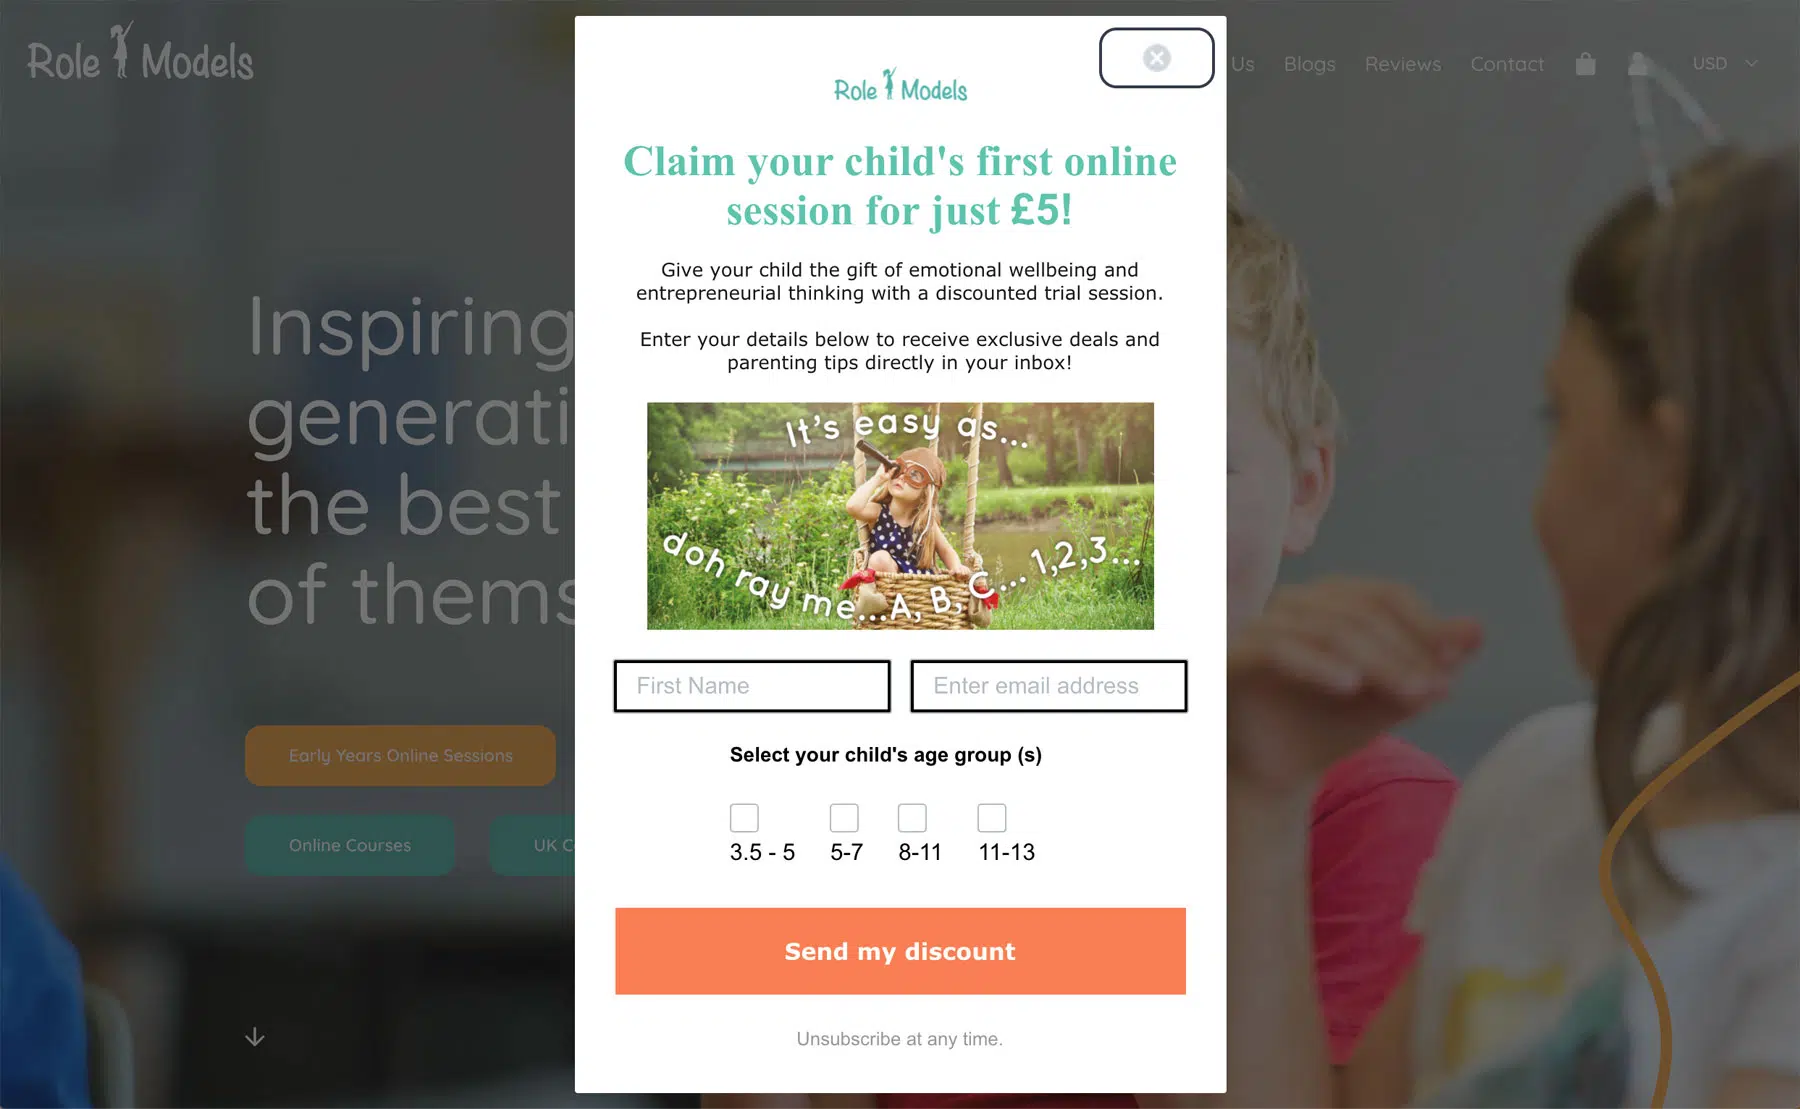 Role Models
Us
Blogs
Reviews
Contact
USD
Inspiring
generati
the best
of thems
Early Years Online Sessions
Online Courses
UK C
Role Models
Claim your child's first online
session for just £5!
Give your child the gift of emotional wellbeing and
entrepreneurial thinking with a discounted trial session.
Enter your details below to receive exclusive deals and
parenting tips directly in your inbox!
It's easy as...
doh ray me...A, B, C... 1,2,3...
First Name
Enter email address
Select your child's age group (s)
3.5 - 5
5-7
8-11
11-13
Send my discount
Unsubscribe at any time.